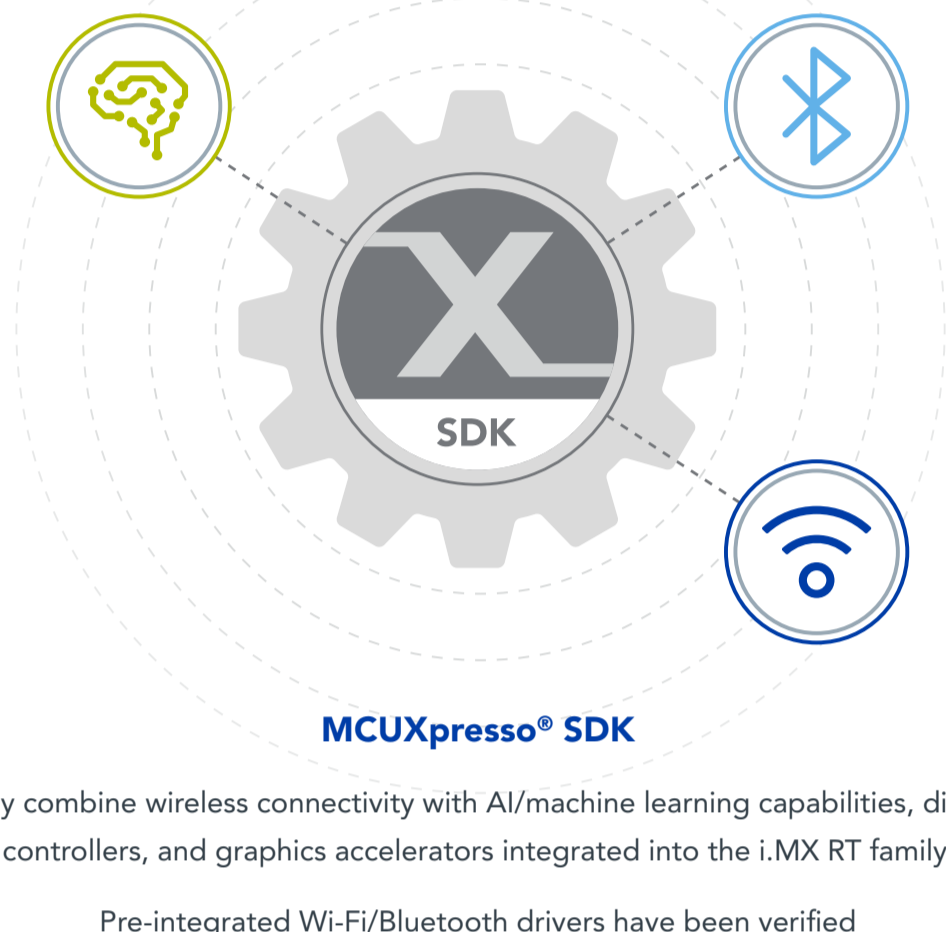 X
SDK
MCUXpresso® SDK
y combine wireless connectivity with AI/machine learning capabilities, di
controllers, and graphics accelerators integrated into the i.MX RT family
Pre-integrated Wi-Fi/Bluetooth drivers have been verified